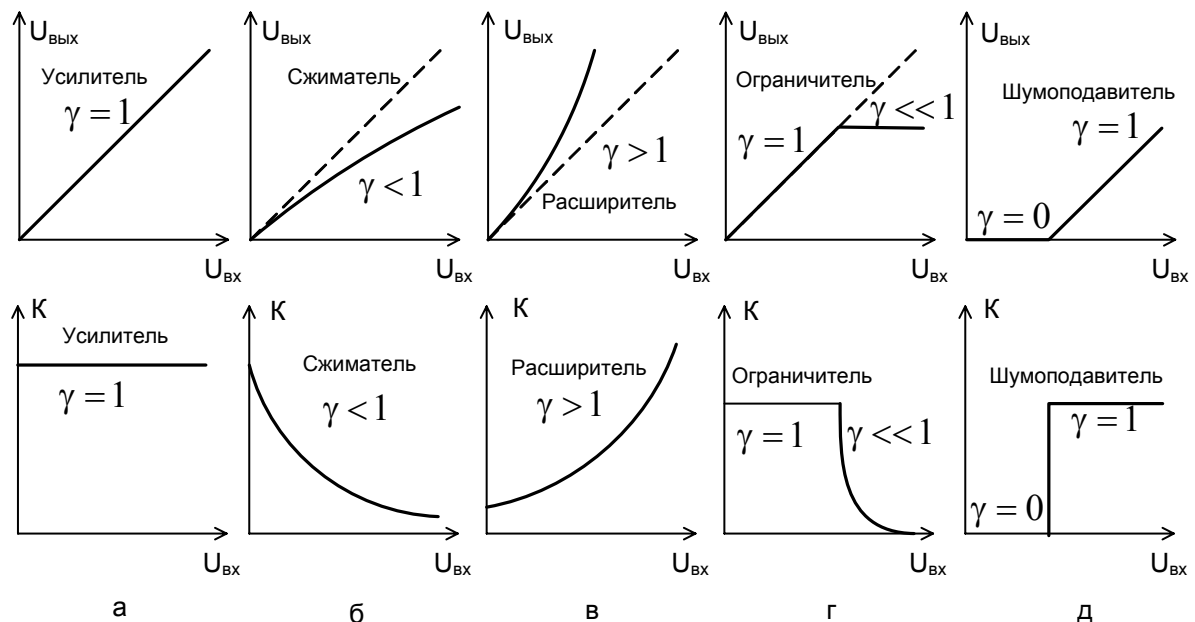 Uвых
Усилитель
γ = 1
Uвх
Uвых
Сжиматель
γ < 1
Uвх
Uвых
γ > 1
Расширитель
Uвх
Uвых
Ограничитель
γ << 1
γ = 1
Uвх
Uвых
Шумоподавитель
γ = 1
γ = 0
Uвх
К
Усилитель
γ = 1
Uвх
К
Сжиматель
γ < 1
Uвх
К
Расширитель
γ > 1
Uвх
К
Ограничитель
γ = 1
γ << 1
Uвх
К
Шумоподавитель
γ = 1
γ = 0
Uвх
а
б
в
г
д